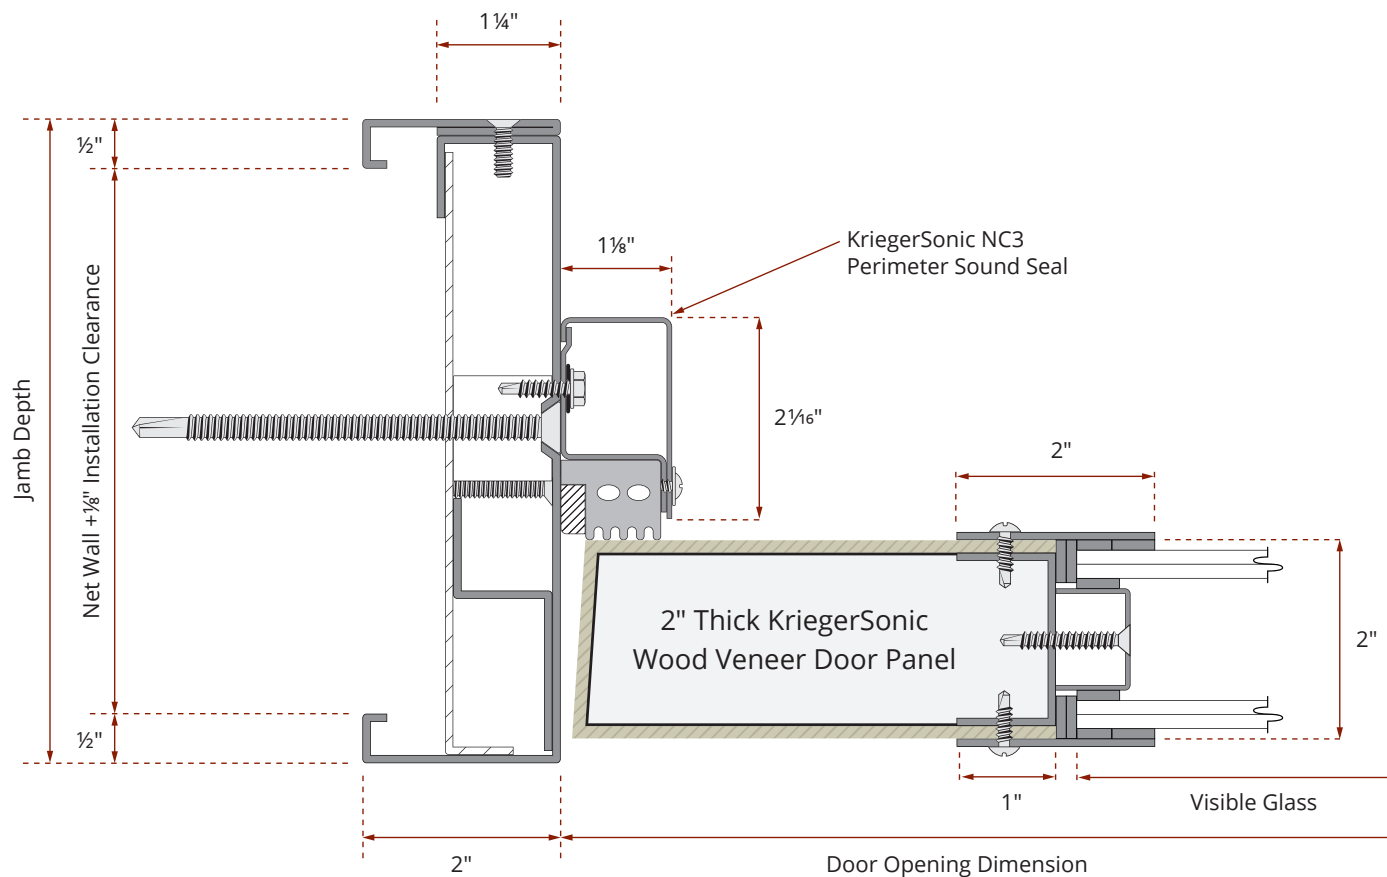 1¼"
½"
KriegerSonic NC3
Perimeter Sound Seal
1⅛"
Net Wall +⅛" Installation Clearance
Jamb Depth
2¹⁄₁₆"
2"
2" Thick KriegerSonic
Wood Veneer Door Panel
2"
½"
1"
Visible Glass
2"
Door Opening Dimension